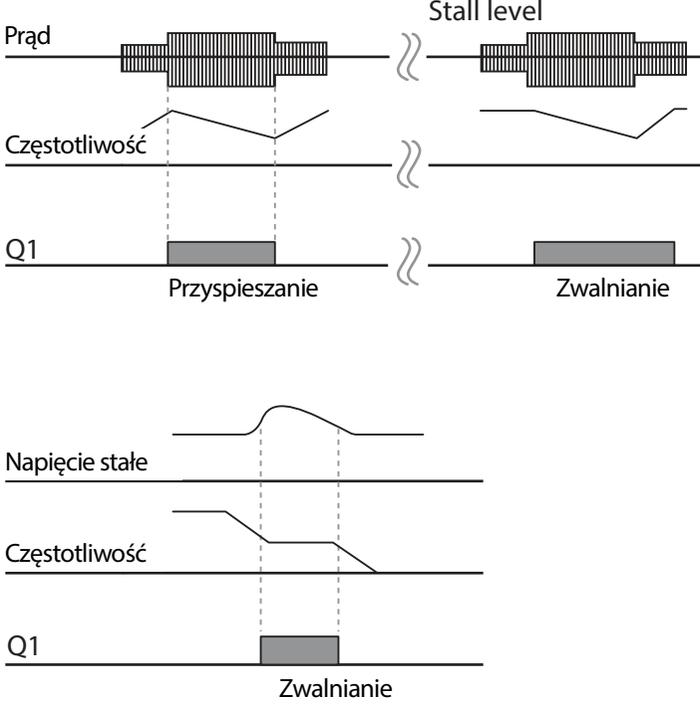 Stall level
Prąd
Częstotliwość
Q1
Przyspieszanie
Zwalnianie
Napięcie stałe
Częstotliwość
Q1
Zwalnianie